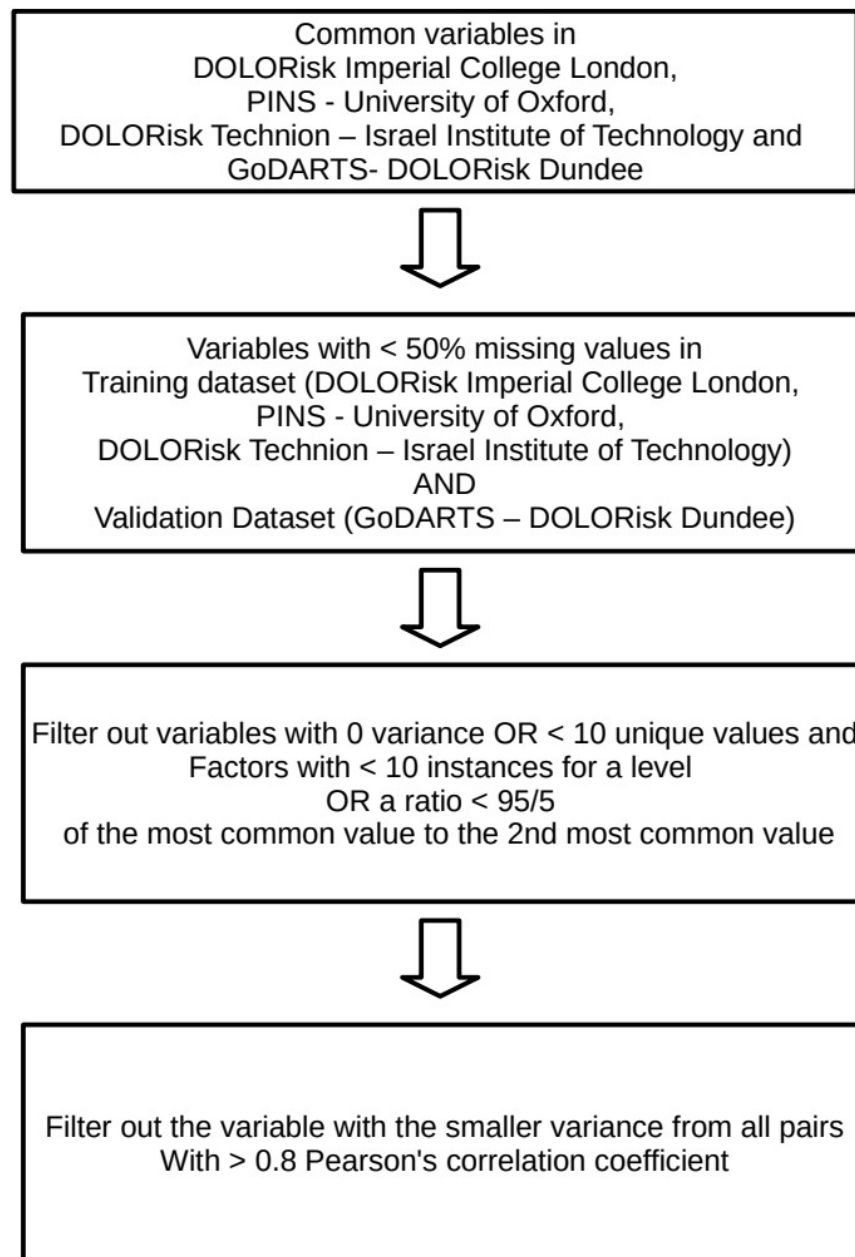 Common variables in
DOLORisk Imperial College London,
PINS - University of Oxford,
DOLORisk Technion – Israel Institute of Technology and
GoDARTS- DOLORisk Dundee
Variables with < 50% missing values in
Training dataset (DOLORisk Imperial College London,
PINS - University of Oxford,
DOLORisk Technion – Israel Institute of Technology)
AND
Validation Dataset (GoDARTS – DOLORisk Dundee)
Filter out variables with 0 variance OR < 10 unique values and
Factors with < 10 instances for a level
OR a ratio < 95/5
of the most common value to the 2nd most common value
Filter out the variable with the smaller variance from all pairs
With > 0.8 Pearson's correlation coefficient